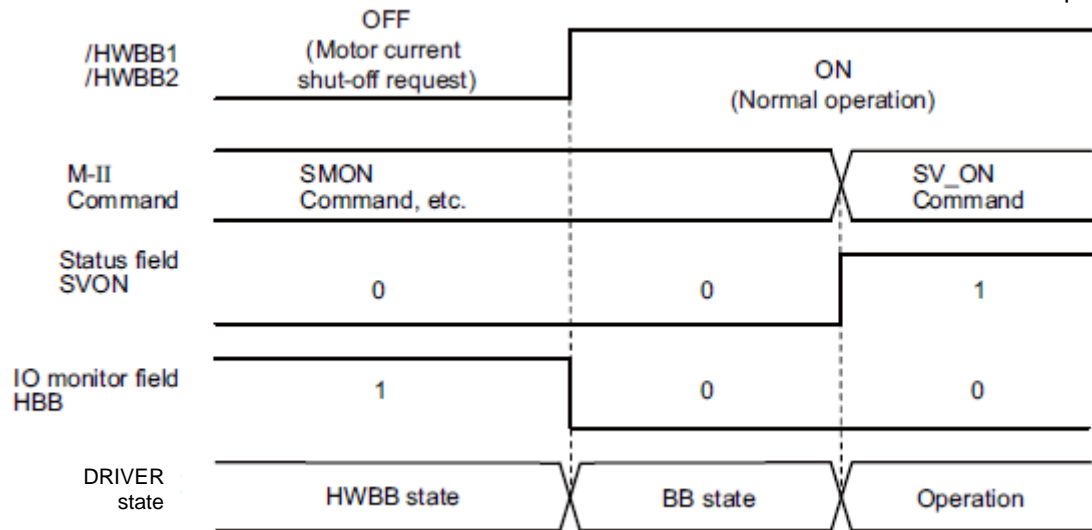 OFF
(Motor current
shut-off request)
/HWBB1
/HWBB2
ON
(Normal operation)
M-II
Command
SMON
Command, etc.
SV_ON
Command
Status field
SVON
0
0
1
IO monitor field
HBB
1
0
0
DRIVER
state
HWBB state
BB state
Operation